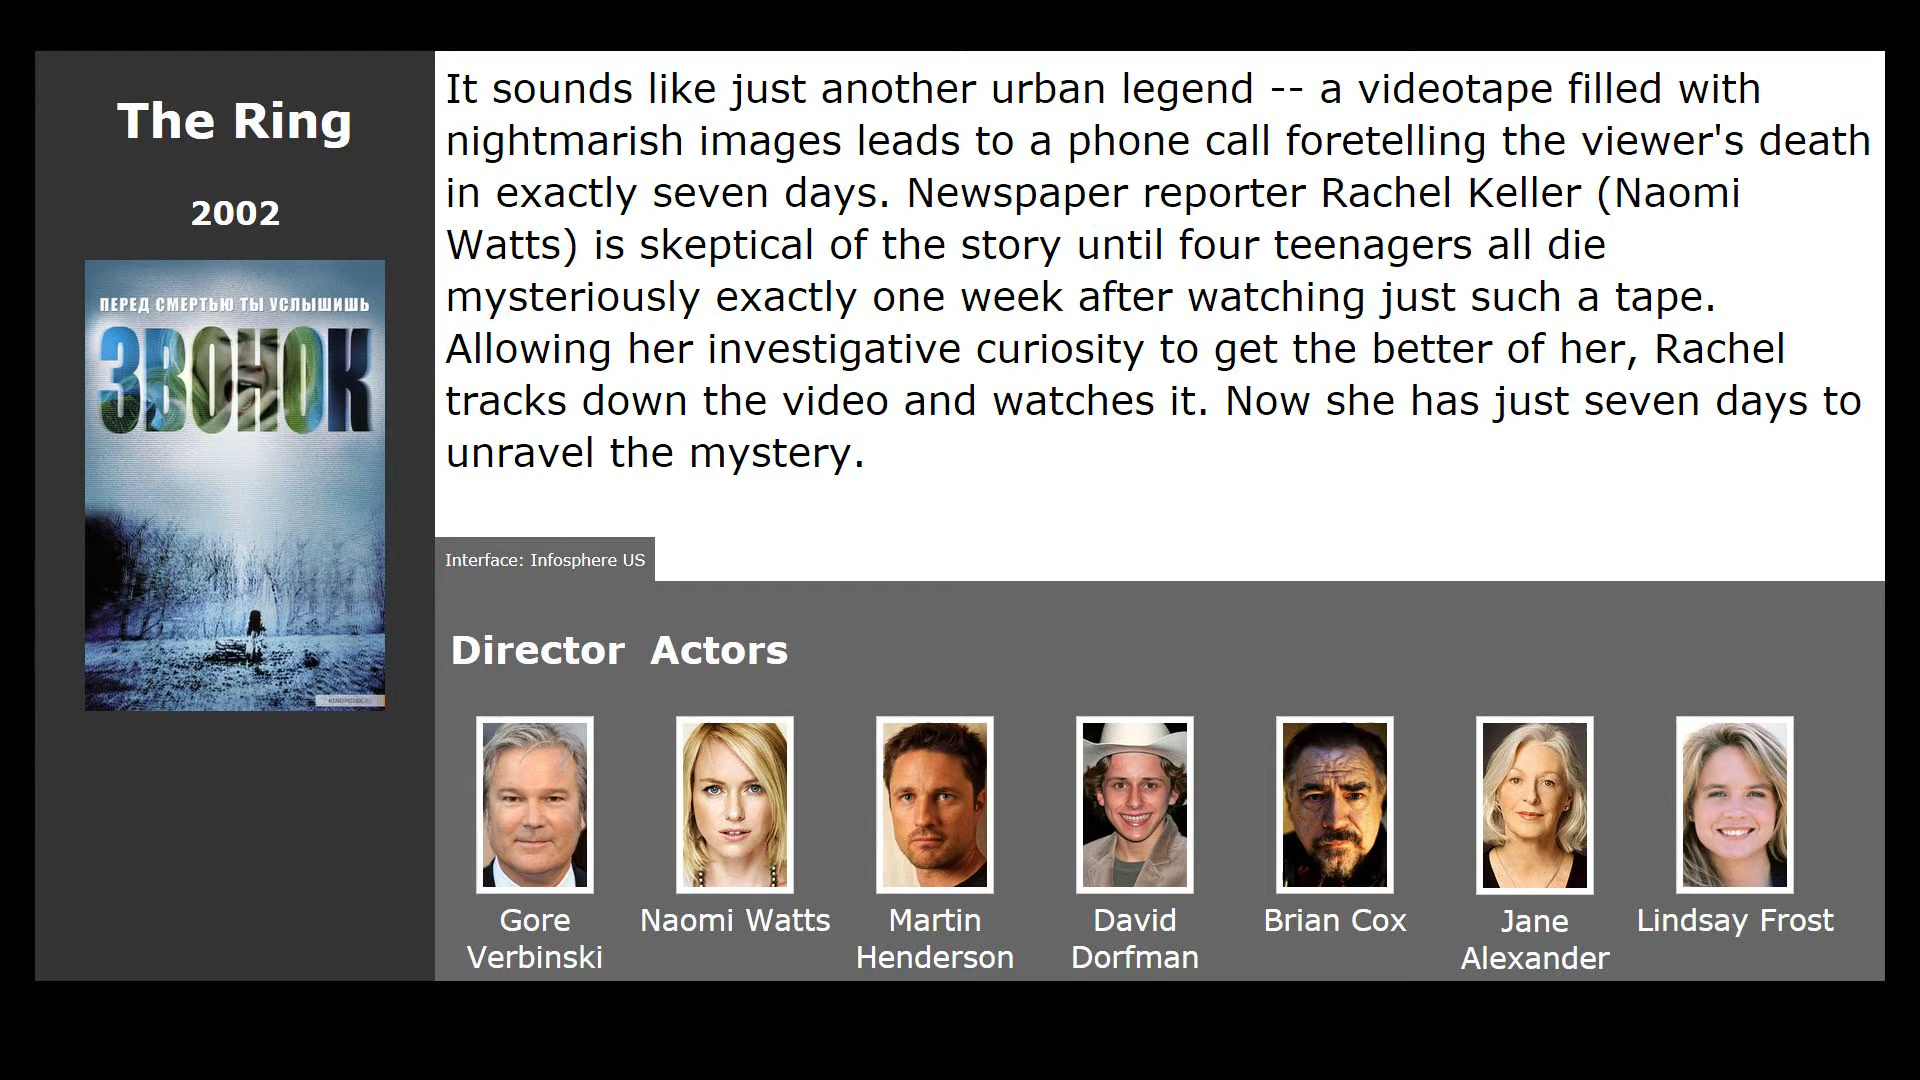 The Ring
2002
ПЕРЕД СМЕРТЬЮ ТЫ УСЛЫШИШЬ
ЗВОНОК
KINOPOISK.RU
It sounds like just another urban legend -- a videotape filled with
nightmarish images leads to a phone call foretelling the viewer's death
in exactly seven days. Newspaper reporter Rachel Keller (Naomi
Watts) is skeptical of the story until four teenagers all die
mysteriously exactly one week after watching just such a tape.
Allowing her investigative curiosity to get the better of her, Rachel
tracks down the video and watches it. Now she has just seven days to
unravel the mystery.
Interface: Infosphere US
Director Actors
Gore
Verbinski
Naomi Watts
Martin
Henderson
David
Dorfman
Brian Cox
Jane
Alexander
Lindsay Frost